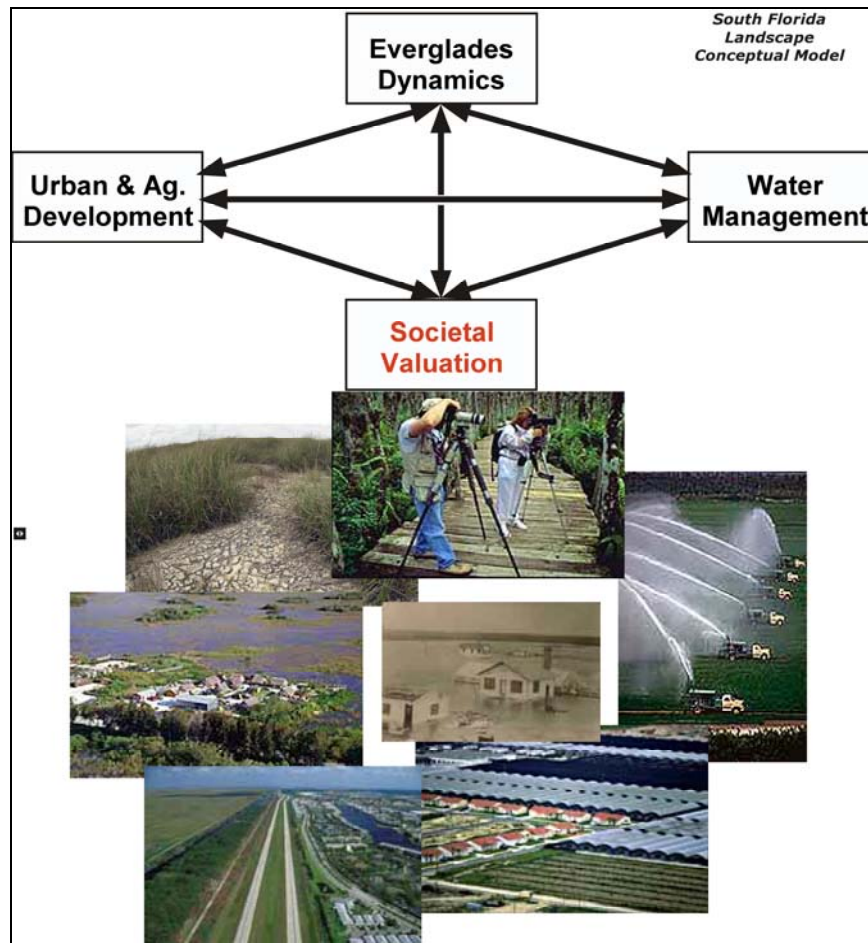 South Florida
Landscape
Conceptual Model
Everglades
Dynamics
Urban & Ag.
Development
Water
Management
Societal
Valuation